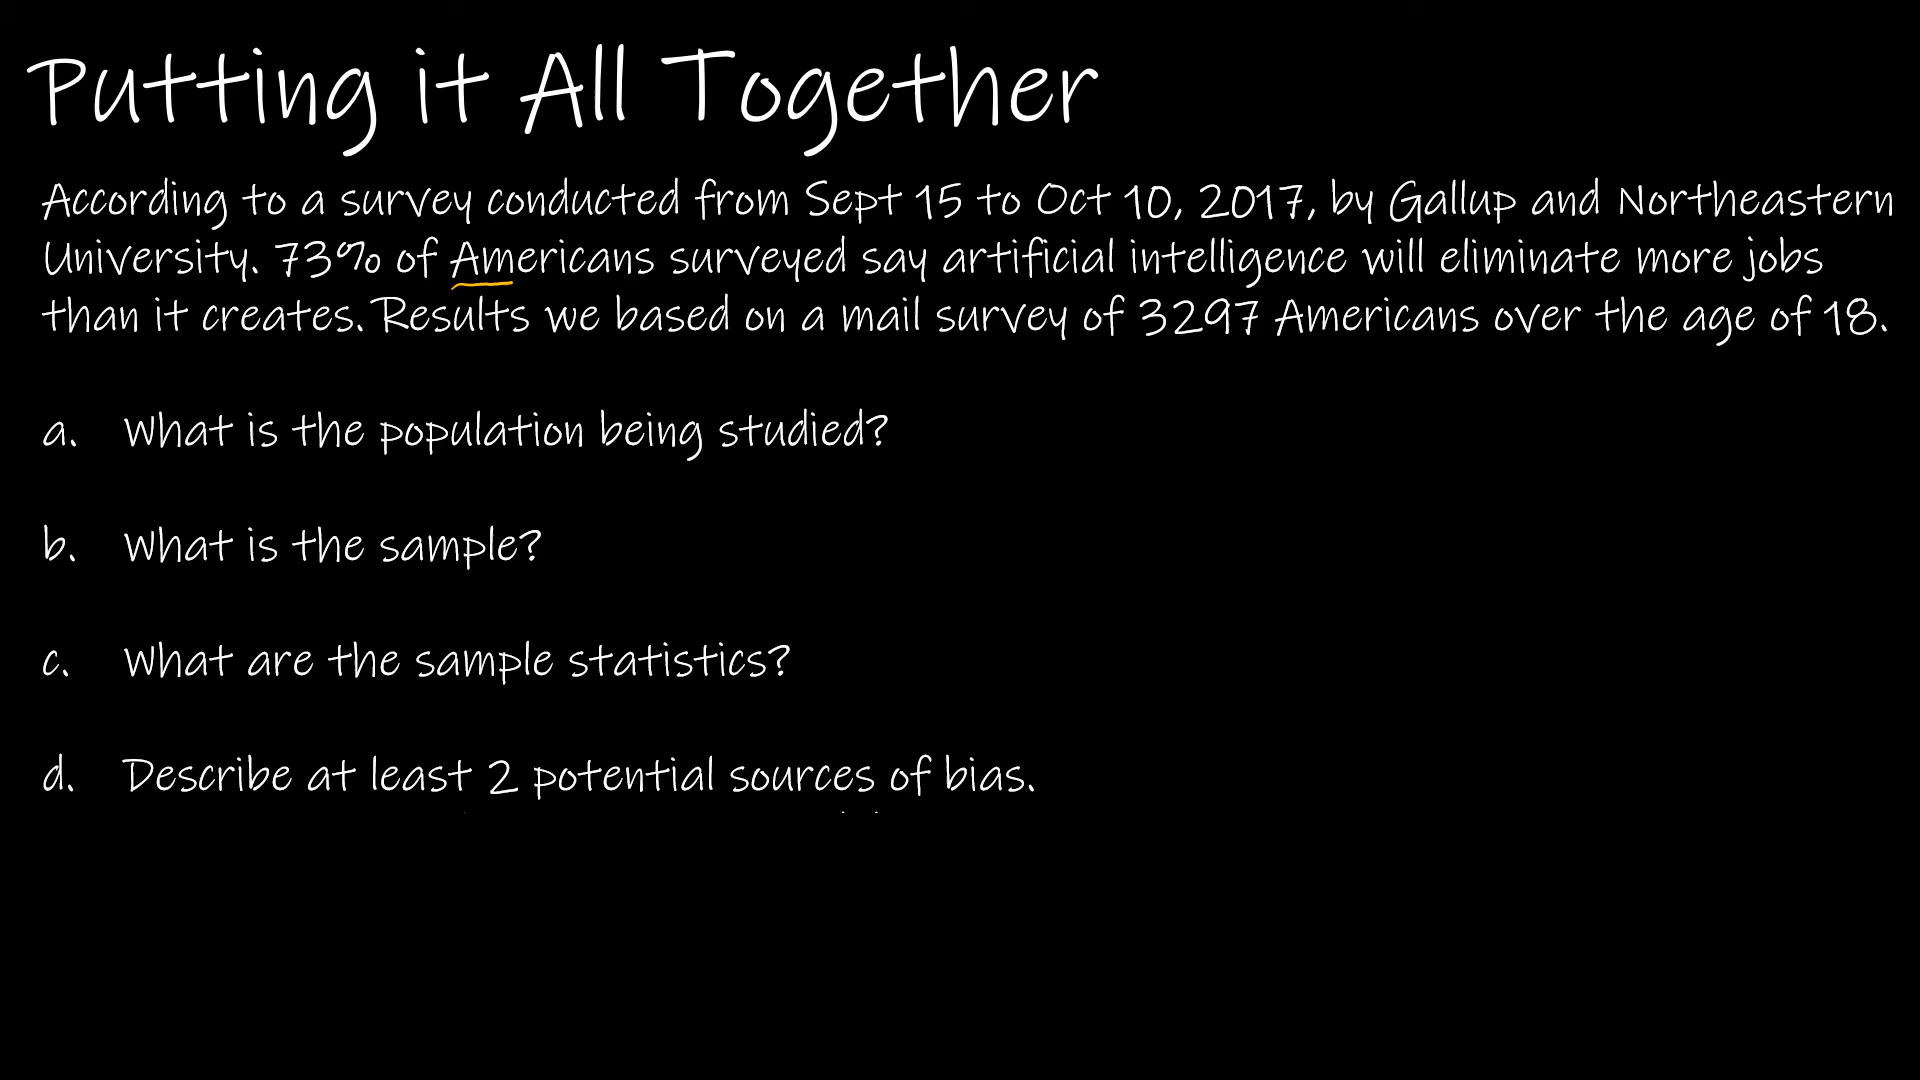 Putting it All Together
According to a survey conducted from Sept 15 to Oct 10, 2017, by Gallup and Northeastern
University. 73% of Americans surveyed say artificial intelligence will eliminate more jobs
than it creates. Results we based on a mail survey of 3297 Americans over the age of 18.
a. What is the population being studied?
b. What is the sample?
c. What are the sample statistics?
d. Describe at least 2 potential sources of bias.